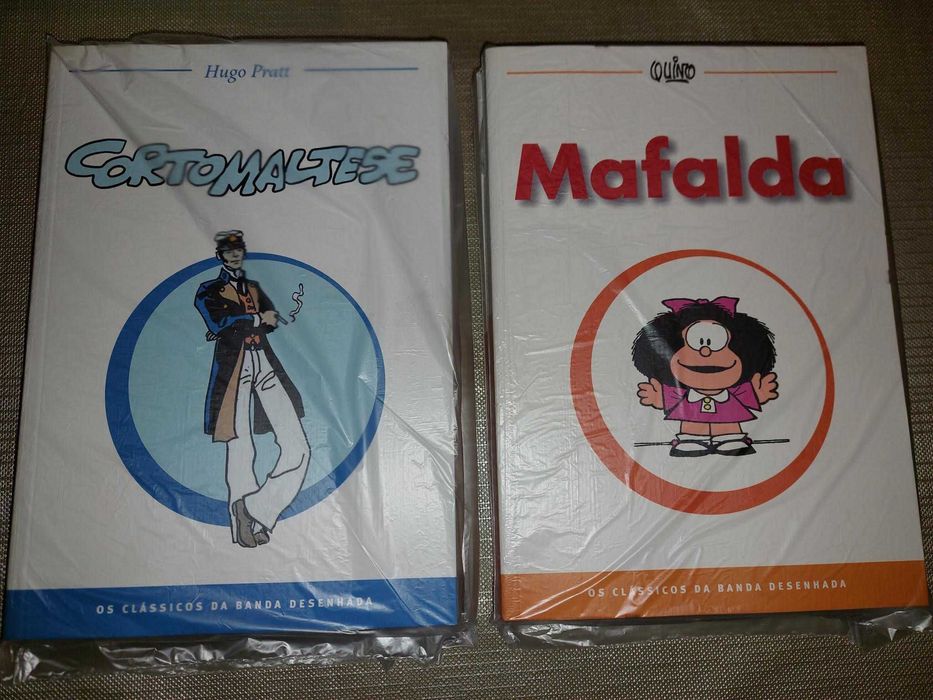 Hugo Pratt
CORTOMALTESE
OS CLÁSSICOS DA BANDA DESENHADA
QUINO
Mafalda
OS CLÁSSICOS DA BANDA DESENHADA